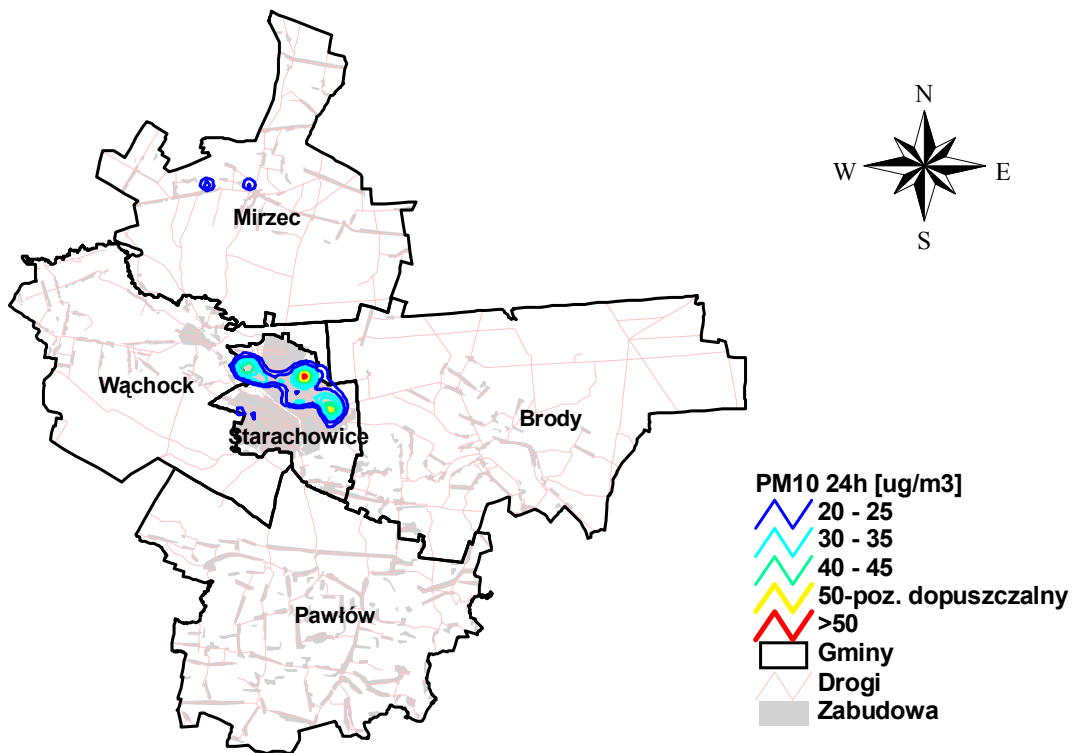 N
W
E
S
Mirzec
Wąchock
Starachowice
Brody
Pawłów
PM10 24h [ug/m3]
20 - 25
30 - 35
40 - 45
50-poz. dopuszczalny
>50
Gminy
Drogi
Zabudowa